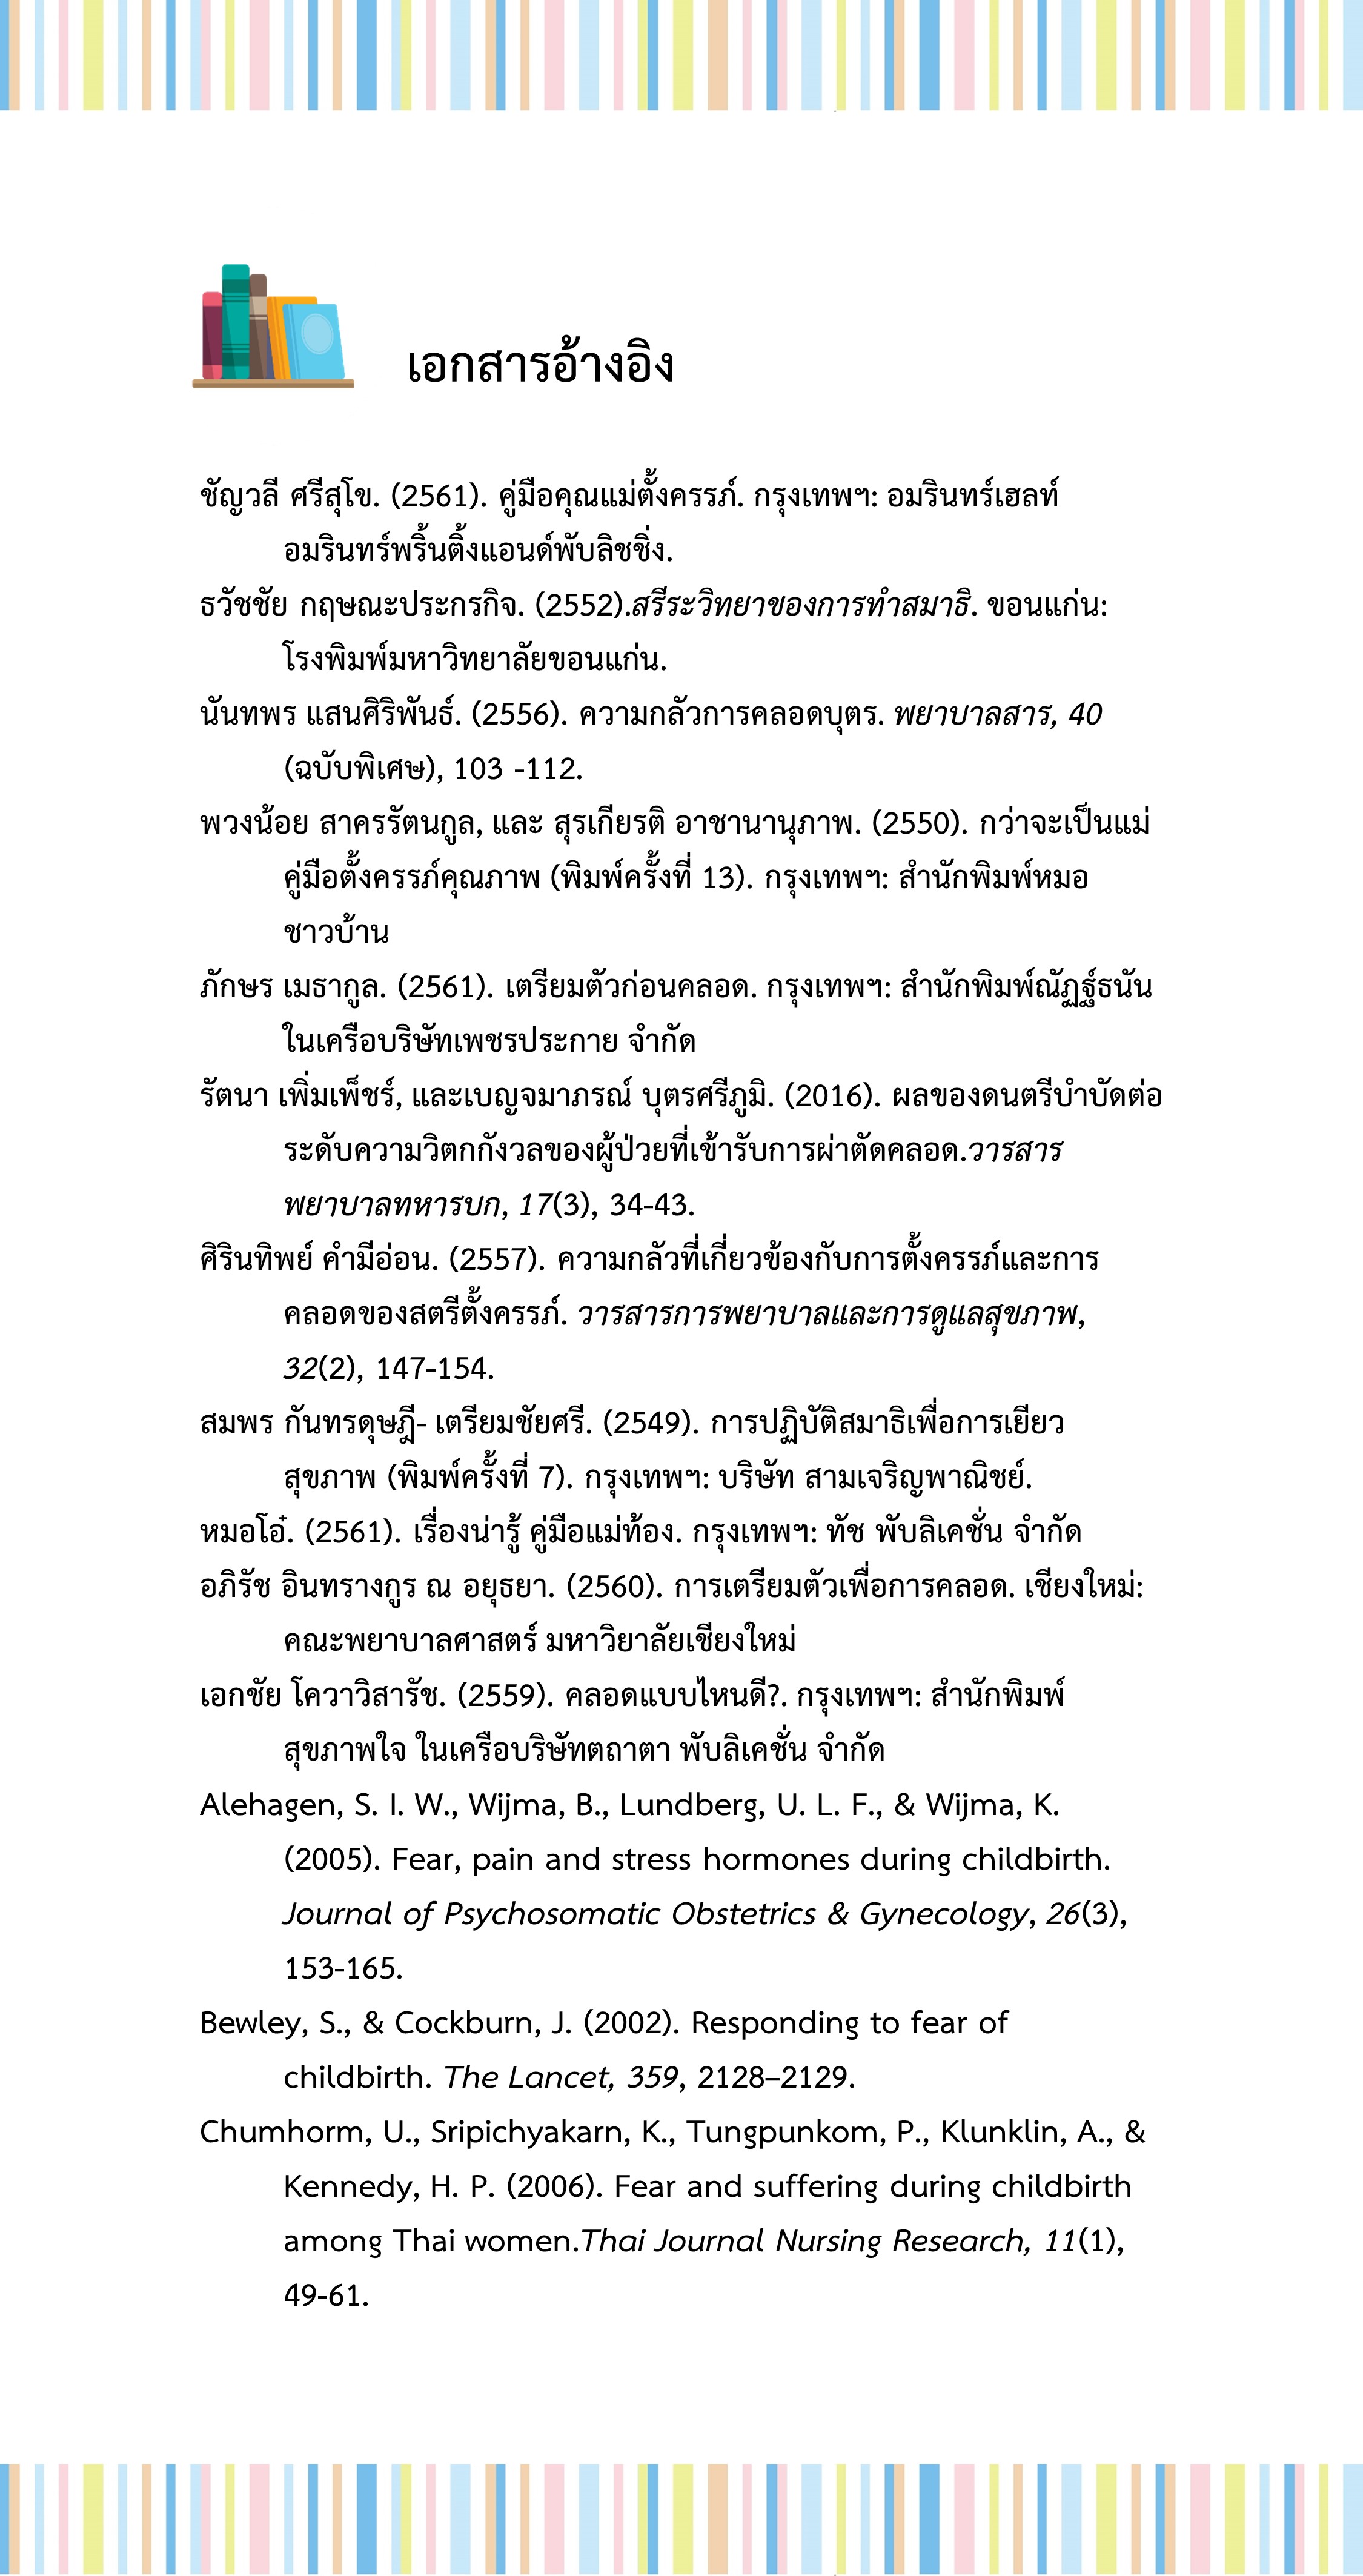 เอกสารอ้างอิง
ชัญวลี ศรีสุโข. (2561). คู่มือคุณแม่ตั้งครรภ์. กรุงเทพฯ: อมรินทร์เฮลท์
อมรินทร์พริ้นติ้งแอนด์พับลิชชิ่ง.
ธวัชชัย กฤษณะประกรกิจ. (2552).สรีระวิทยาของการทำสมาธิ. ขอนแก่น:
โรงพิมพ์มหาวิทยาลัยขอนแก่น.
นันทพร แสนศิริพันธ์. (2556). ความกลัวการคลอดบุตร. พยาบาลสาร, 40
(ฉบับพิเศษ), 103 -112.
พวงน้อย สาครรัตนกูล, และ สุรเกียรติ อาชานานุภาพ. (2550). กว่าจะเป็นแม่
คู่มือตั้งครรภ์คุณภาพ (พิมพ์ครั้งที่ 13). กรุงเทพฯ: สำนักพิมพ์หมอ
ชาวบ้าน
ภักษร เมธากูล. (2561). เตรียมตัวก่อนคลอด. กรุงเทพฯ: สำนักพิมพ์ณัฏฐ์ธนัน
ในเครือบริษัทเพชรประกาย จำกัด
รัตนา เพิ่มเพ็ชร์, และเบญจมาภรณ์ บุตรศรีภูมิ. (2016). ผลของดนตรีบำบัดต่อ
ระดับความวิตกกังวลของผู้ป่วยที่เข้ารับการผ่าตัดคลอด.วารสาร
พยาบาลทหารบก, 17(3), 34-43.
ศิรินทิพย์ คำมีอ่อน. (2557). ความกลัวที่เกี่ยวข้องกับการตั้งครรภ์และการ
คลอดของสตรีตั้งครรภ์. วารสารการพยาบาลและการดูแลสุขภาพ,
32(2), 147-154.
สมพร กันทรดุษฎี- เตรียมชัยศรี. (2549). การปฏิบัติสมาธิเพื่อการเยียว
สุขภาพ (พิมพ์ครั้งที่ 7). กรุงเทพฯ: บริษัท สามเจริญพาณิชย์.
หมอโอ๋. (2561). เรื่องน่ารู้ คู่มือแม่ท้อง. กรุงเทพฯ: ทัช พับลิเคชั่น จำกัด
อภิรัช อินทรางกูร ณ อยุธยา. (2560). การเตรียมตัวเพื่อการคลอด. เชียงใหม่:
คณะพยาบาลศาสตร์ มหาวิยาลัยเชียงใหม่
เอกชัย โควาวิสารัช. (2559). คลอดแบบไหนดี?. กรุงเทพฯ: สำนักพิมพ์
สุขภาพใจ ในเครือบริษัทตถาตา พับลิเคชั่น จำกัด
Alehagen, S. I. W., Wijma, B., Lundberg, U. L. F., & Wijma, K.
(2005). Fear, pain and stress hormones during childbirth.
Journal of Psychosomatic Obstetrics & Gynecology, 26(3),
153-165.
Bewley, S., & Cockburn, J. (2002). Responding to fear of
childbirth. The Lancet, 359, 2128–2129.
Chumhorm, U., Sripichyakarn, K., Tungpunkom, P., Klunklin, A., &
Kennedy, H. P. (2006). Fear and suffering during childbirth
among Thai women.Thai Journal Nursing Research, 11(1),
49-61.